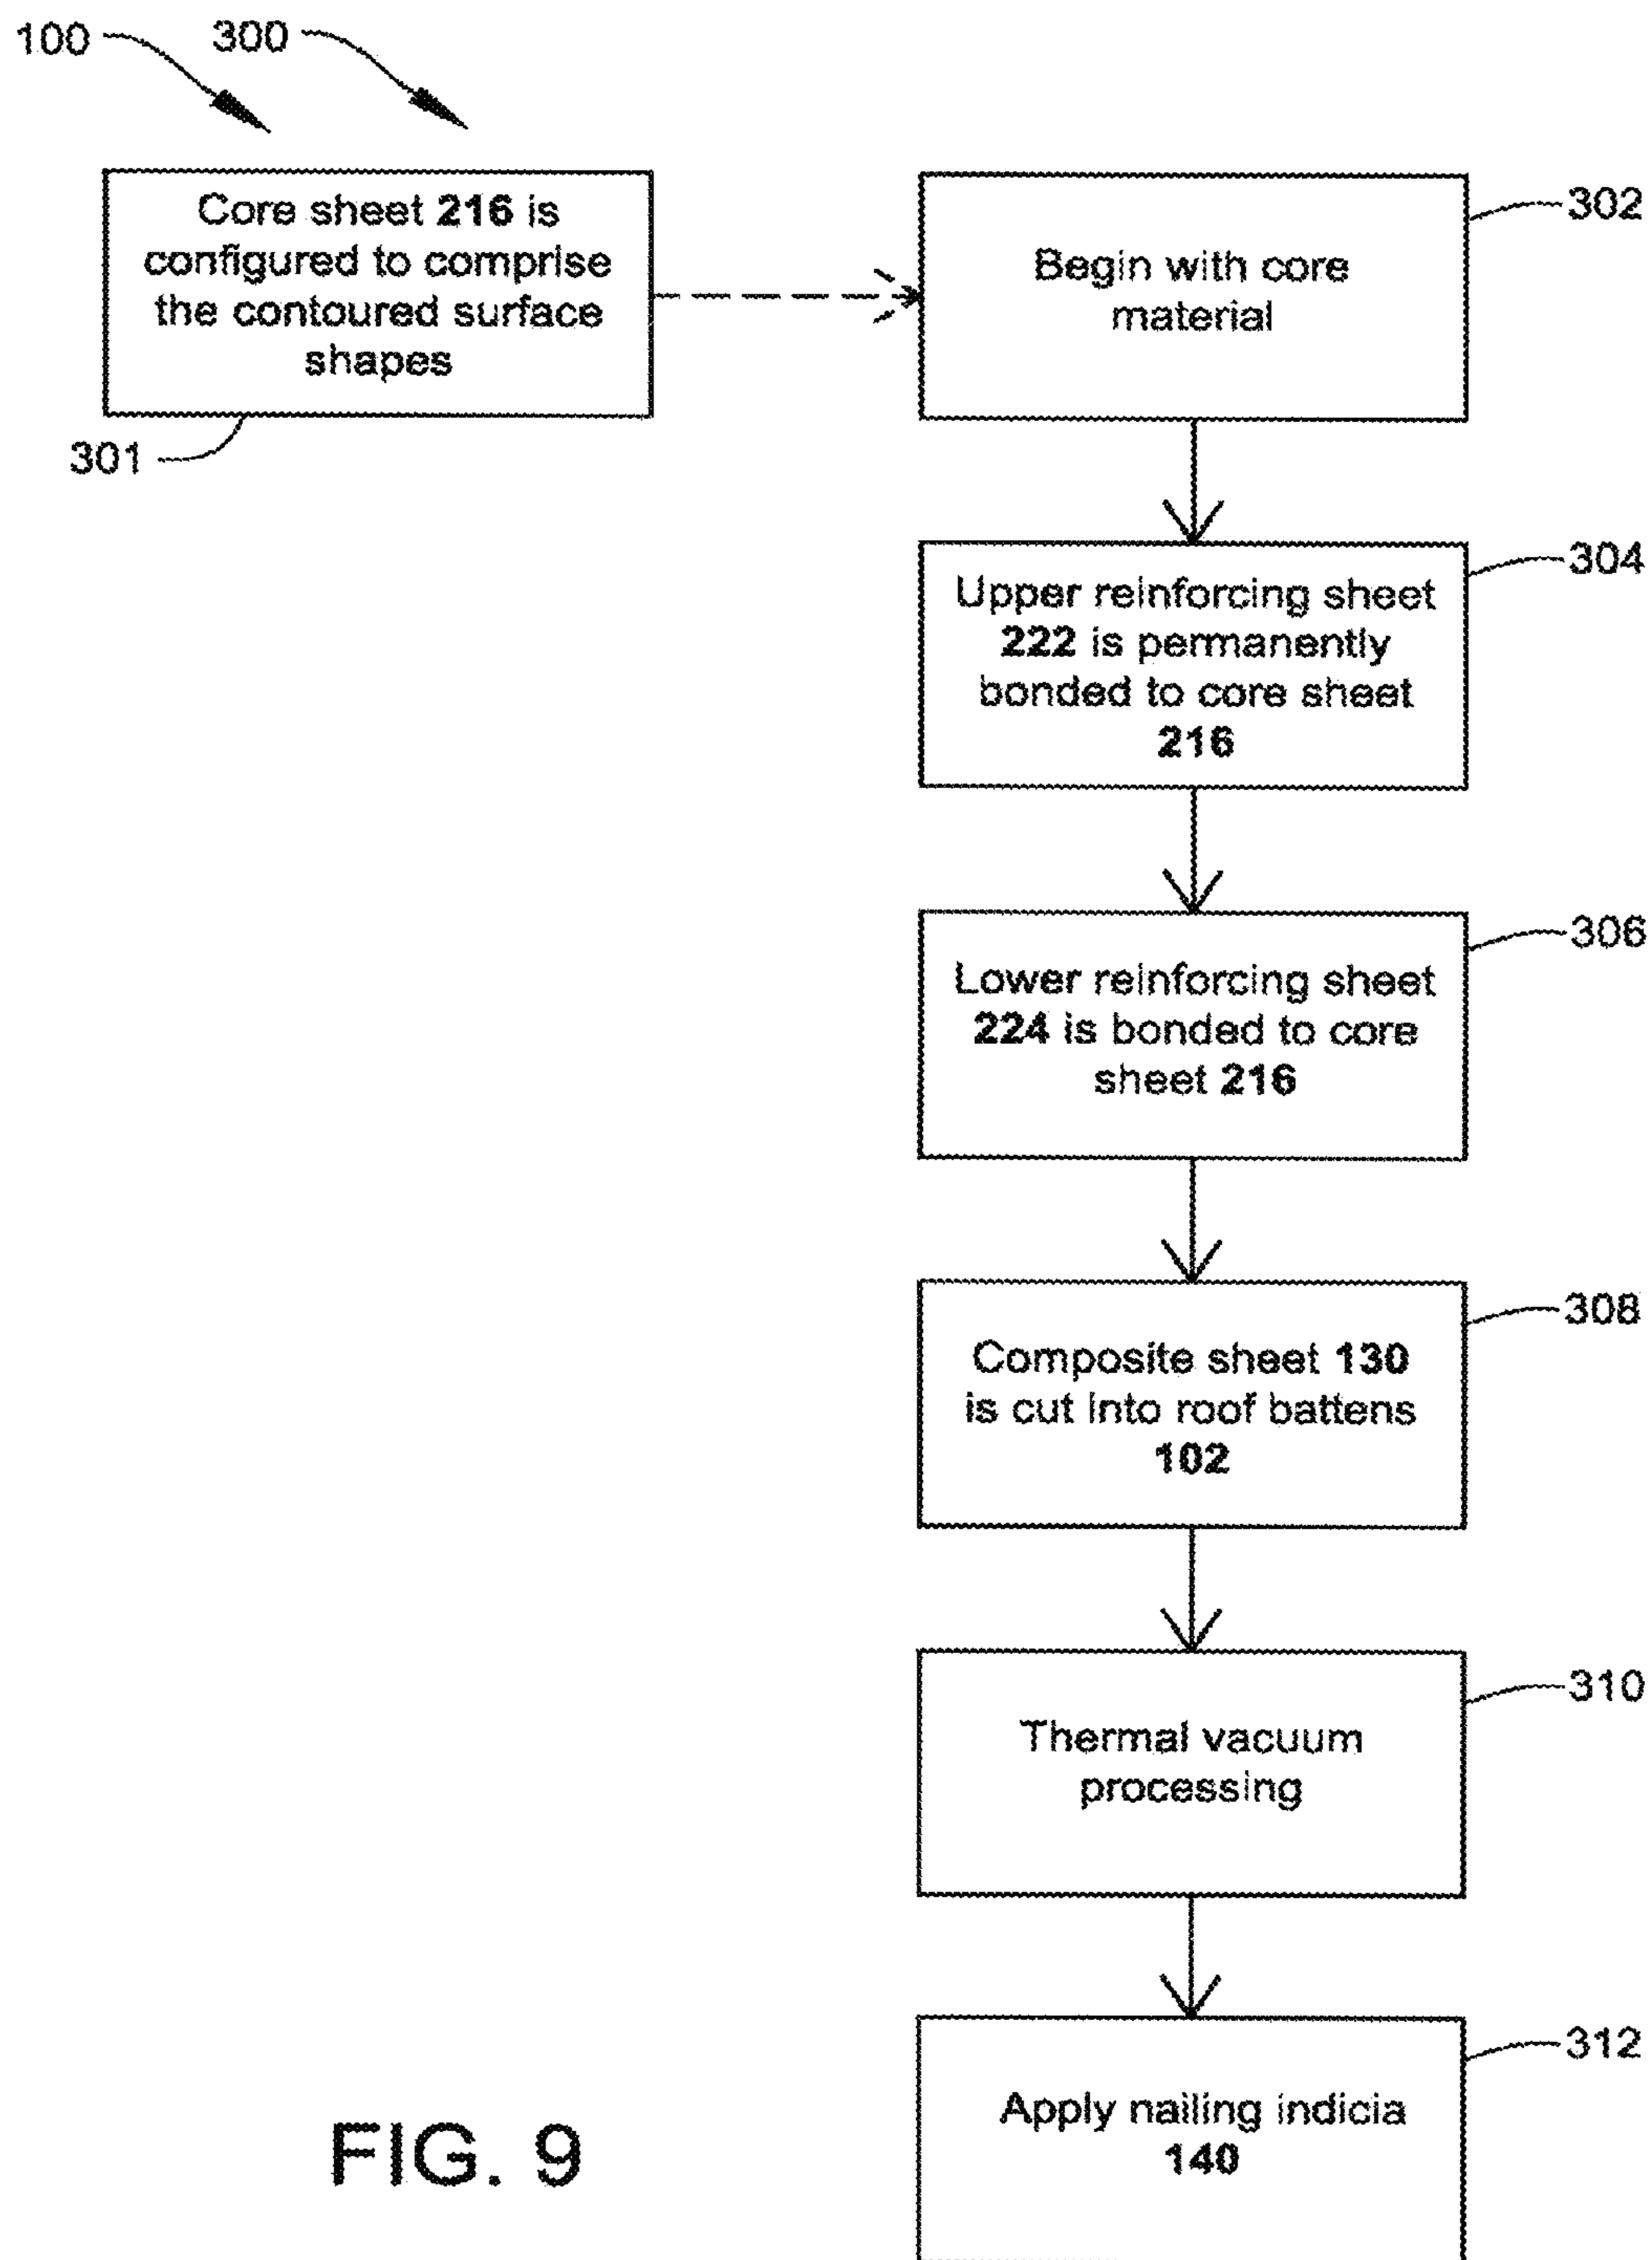 100
300
Core sheet 216 is
configured to comprise
the contoured surface
shapes
301
302
Begin with core
material
304
Upper reinforcing sheet
222 is permanently
bonded to core sheet
216
306
Lower reinforcing sheet
224 is bonded to core
sheet 216
308
Composite sheet 130
is cut into roof battens
102
310
Thermal vacuum
processing
312
Apply nailing indicia
140
FIG. 9